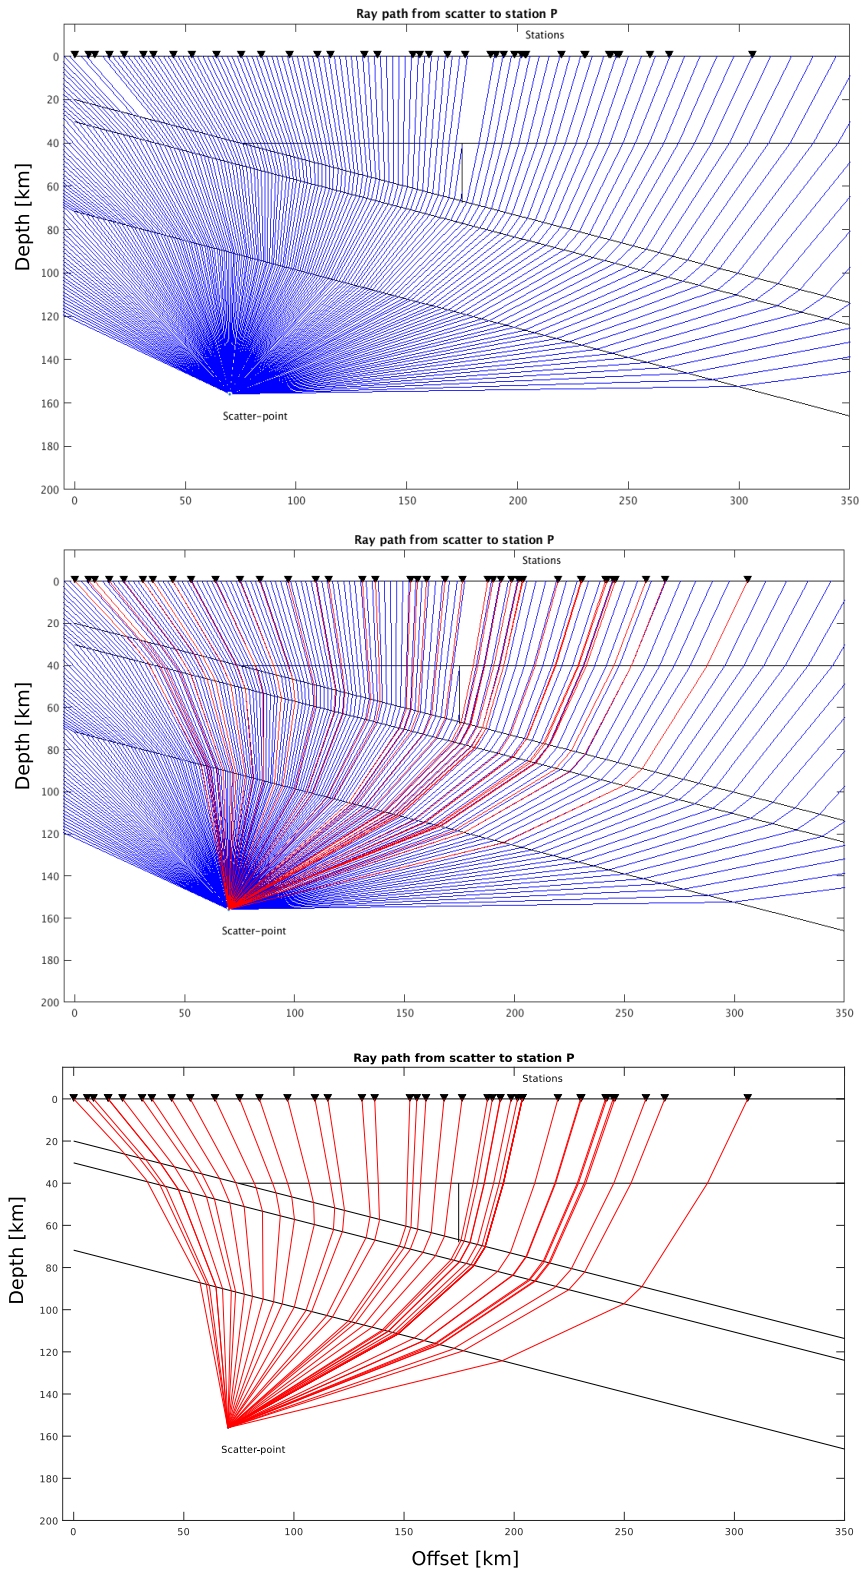 Ray path from scatter to station P
Stations
0
20
40
60
80
100
120
140
160
180
200
Depth [km]
Scatter-point
0 50 100 150 200 250 300 350
Ray path from scatter to station P
Stations
0
20
40
60
80
100
120
140
160
180
200
Depth [km]
Scatter-point
0 50 100 150 200 250 300 350
Ray path from scatter to station P
Stations
0
20
40
60
80
100
120
140
160
180
200
Depth [km]
Scatter-point
0 50 100 150 200 250 300 350
Offset [km]